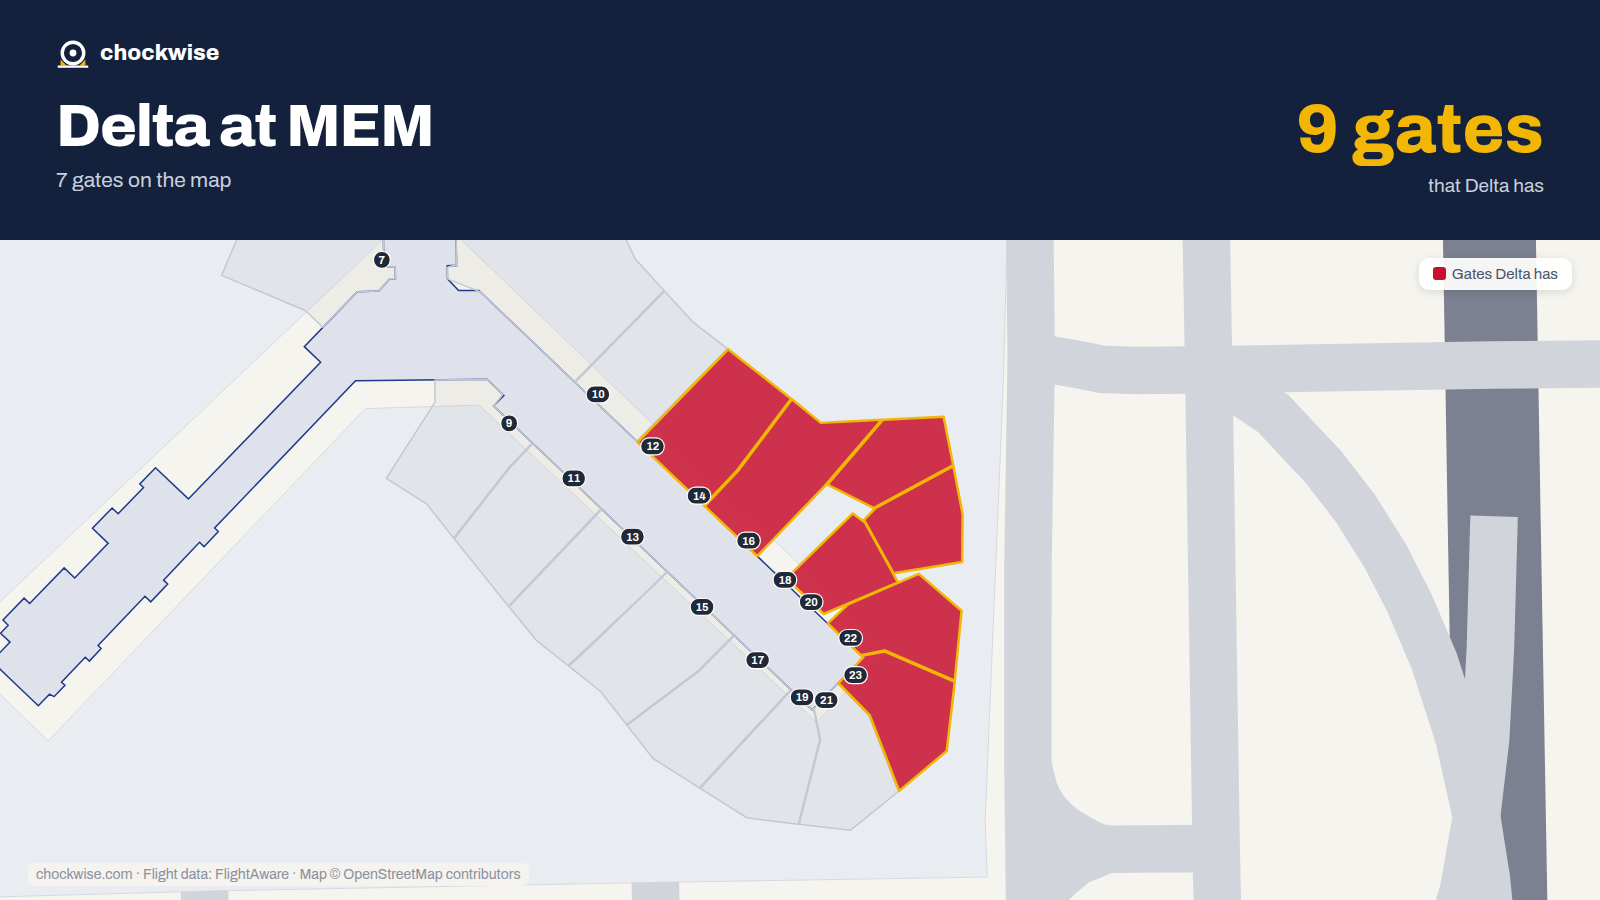 chockwise
Delta at MEM
7 gates on the map
9 gates
that Delta has
Gates Delta has
7
10
9
12
11
14
13
16
18
20
15
22
17
23
19
21
chockwise.com · Flight data: FlightAware · Map © OpenStreetMap contributors